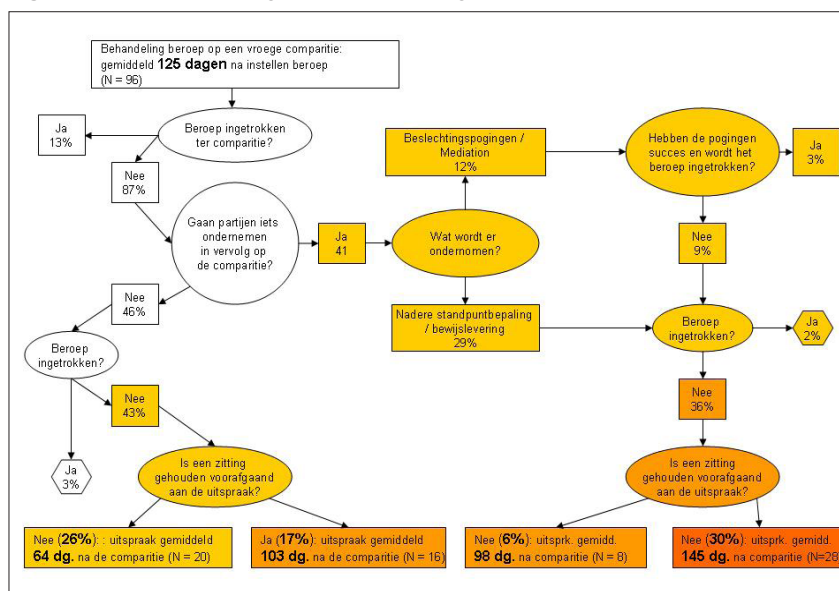 Behandeling beroep op een vroege comparitie:
gemiddeld 125 dagen na instellen beroep
(N = 96)
Ja
13%
Beroep ingetrokken
ter comparitie?
Nee
87%
Gaan partijen iets
ondernemen
in vervolg op
de comparitie?
Ja
41
Wat wordt er
ondernomen?
Beslechtingspogingen /
Mediation
12%
Hebben de pogingen
succes en wordt het
beroep ingetrokken?
Ja
3%
Nee
9%
Nadere standpuntbepaling
/ bewijslevering
29%
Beroep
ingetrokken?
Ja
2%
Nee
36%
Nee
46%
Beroep
ingetrokken?
Nee
43%
Ja
3%
Is een zitting
gehouden voorafgaand
aan de uitspraak?
Is een zitting
gehouden voorafgaand
aan de uitspraak?
Nee (26%): : uitspraak gemiddeld
64 dg. na de comparitie (N = 20)
Ja (17%): uitspraak gemiddeld
103 dg. na de comparitie (N = 16)
Nee (6%): uitsprk. gemidd.
98 dg. na comparitie (N = 8)
Nee (30%): uitsprk. gemidd.
145 dg. na comparitie (N=28